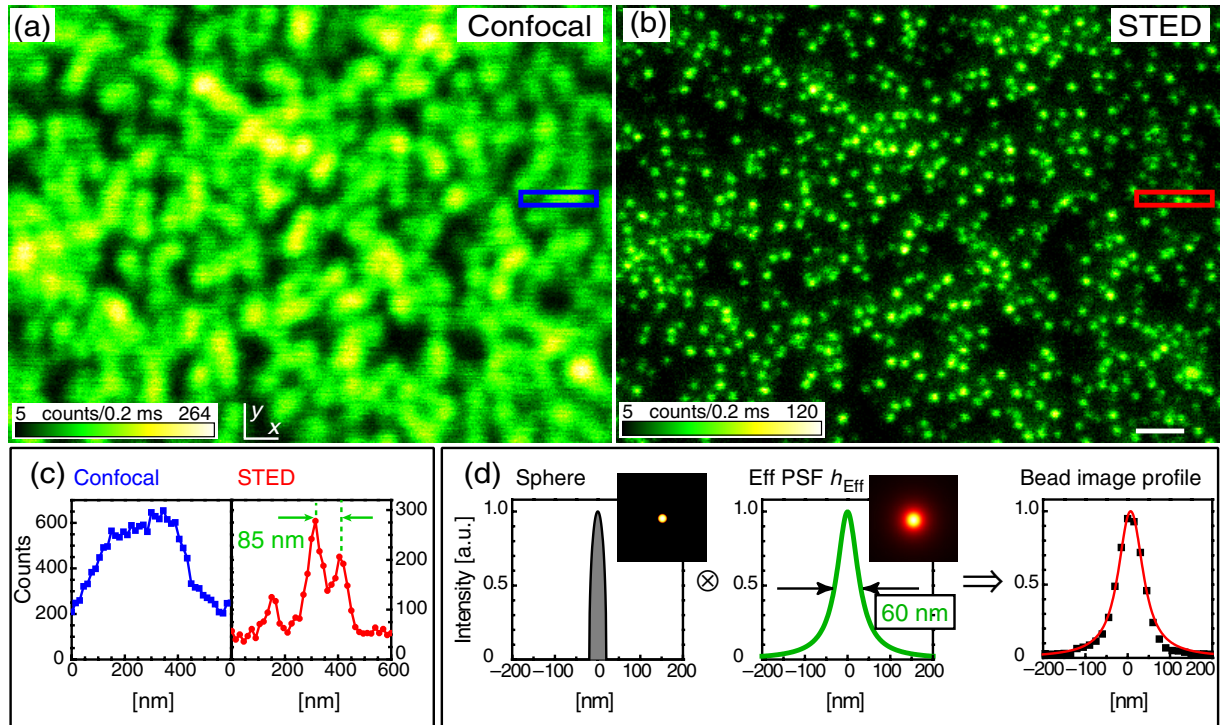 (a) Confocal
(b) STED
5 counts/0.2 ms 264
y
x
5 counts/0.2 ms 120
(c) Confocal STED
Counts
600
400
200
0
85 nm
300
200
100
0
0 200 400 0 200 400 600
[nm] [nm]
(d) Sphere
Intensity [a.u.]
1.0
0.5
0
−200 −100 0 100 200
[nm]
⊗
Eff PSF hEff
1.0
0.5
0
60 nm
−200 −100 0 100 200
[nm]
⇒
Bead image profile
1.0
0.5
0
−200 −100 0 100 200
[nm]